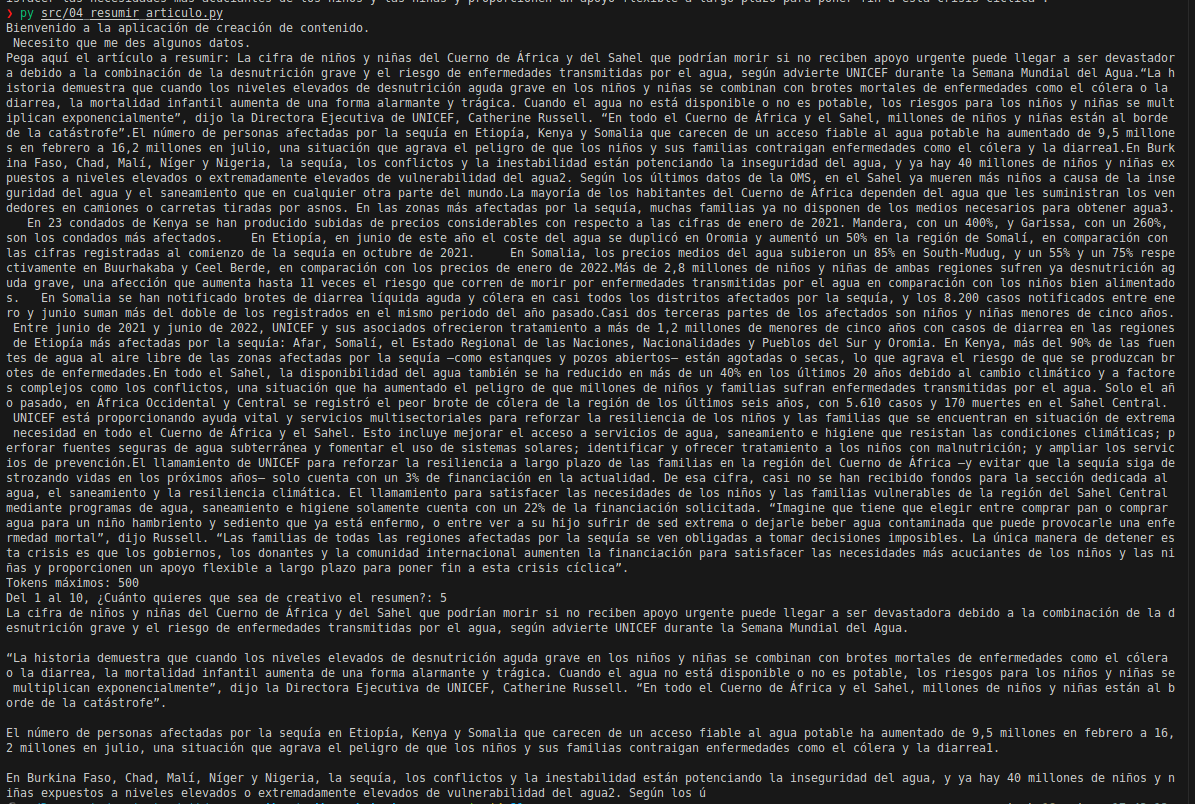 ❯ py src/04_resumir_articulo.py
Bienvenido a la aplicación de creación de contenido.
 Necesito que me des algunos datos.
Pega aquí el artículo a resumir: La cifra de niños y niñas del Cuerno de África y del Sahel que podrían morir si no reciben apoyo urgente puede llegar a ser devastador
a debido a la combinación de la desnutrición grave y el riesgo de enfermedades transmitidas por el agua, según advierte UNICEF durante la Semana Mundial del Agua.“La h
istoria demuestra que cuando los niveles elevados de desnutrición aguda grave en los niños y niñas se combinan con brotes mortales de enfermedades como el cólera o la
diarrea, la mortalidad infantil aumenta de una forma alarmante y trágica. Cuando el agua no está disponible o no es potable, los riesgos para los niños y niñas se mult
iplican exponencialmente”, dijo la Directora Ejecutiva de UNICEF, Catherine Russell. “En todo el Cuerno de África y el Sahel, millones de niños y niñas están al borde
de la catástrofe”.El número de personas afectadas por la sequía en Etiopía, Kenya y Somalia que carecen de un acceso fiable al agua potable ha aumentado de 9,5 millone
s en febrero a 16,2 millones en julio, una situación que agrava el peligro de que los niños y sus familias contraigan enfermedades como el cólera y la diarrea1.En Burk
ina Faso, Chad, Malí, Níger y Nigeria, la sequía, los conflictos y la inestabilidad están potenciando la inseguridad del agua, y ya hay 40 millones de niños y niñas ex
puestos a niveles elevados o extremadamente elevados de vulnerabilidad del agua2. Según los últimos datos de la OMS, en el Sahel ya mueren más niños a causa de la inse
guridad del agua y el saneamiento que en cualquier otra parte del mundo.La mayoría de los habitantes del Cuerno de África dependen del agua que les suministran los ven
dedores en camiones o carretas tiradas por asnos. En las zonas más afectadas por la sequía, muchas familias ya no disponen de los medios necesarios para obtener agua3.
   En 23 condados de Kenya se han producido subidas de precios considerables con respecto a las cifras de enero de 2021. Mandera, con un 400%, y Garissa, con un 260%,
son los condados más afectados.    En Etiopía, en junio de este año el coste del agua se duplicó en Oromia y aumentó un 50% en la región de Somalí, en comparación con
las cifras registradas al comienzo de la sequía en octubre de 2021.     En Somalia, los precios medios del agua subieron un 85% en South-Mudug, y un 55% y un 75% respe
ctivamente en Buurhakaba y Ceel Berde, en comparación con los precios de enero de 2022.Más de 2,8 millones de niños y niñas de ambas regiones sufren ya desnutrición ag
uda grave, una afección que aumenta hasta 11 veces el riesgo que corren de morir por enfermedades transmitidas por el agua en comparación con los niños bien alimentado
s.   En Somalia se han notificado brotes de diarrea líquida aguda y cólera en casi todos los distritos afectados por la sequía, y los 8.200 casos notificados entre ene
ro y junio suman más del doble de los registrados en el mismo periodo del año pasado.Casi dos terceras partes de los afectados son niños y niñas menores de cinco años.
 Entre junio de 2021 y junio de 2022, UNICEF y sus asociados ofrecieron tratamiento a más de 1,2 millones de menores de cinco años con casos de diarrea en las regiones
 de Etiopía más afectadas por la sequía: Afar, Somalí, el Estado Regional de las Naciones, Nacionalidades y Pueblos del Sur y Oromia. En Kenya, más del 90% de las fuen
tes de agua al aire libre de las zonas afectadas por la sequía –como estanques y pozos abiertos– están agotadas o secas, lo que agrava el riesgo de que se produzcan br
otes de enfermedades.En todo el Sahel, la disponibilidad del agua también se ha reducido en más de un 40% en los últimos 20 años debido al cambio climático y a factore
s complejos como los conflictos, una situación que ha aumentado el peligro de que millones de niños y familias sufran enfermedades transmitidas por el agua. Solo el añ
o pasado, en África Occidental y Central se registró el peor brote de cólera de la región de los últimos seis años, con 5.610 casos y 170 muertes en el Sahel Central.
 UNICEF está proporcionando ayuda vital y servicios multisectoriales para reforzar la resiliencia de los niños y las familias que se encuentran en situación de extrema
 necesidad en todo el Cuerno de África y el Sahel. Esto incluye mejorar el acceso a servicios de agua, saneamiento e higiene que resistan las condiciones climáticas; p
erforar fuentes seguras de agua subterránea y fomentar el uso de sistemas solares; identificar y ofrecer tratamiento a los niños con malnutrición; y ampliar los servic
ios de prevención.El llamamiento de UNICEF para reforzar la resiliencia a largo plazo de las familias en la región del Cuerno de África –y evitar que la sequía siga de
strozando vidas en los próximos años– solo cuenta con un 3% de financiación en la actualidad. De esa cifra, casi no se han recibido fondos para la sección dedicada al
agua, el saneamiento y la resiliencia climática. El llamamiento para satisfacer las necesidades de los niños y las familias vulnerables de la región del Sahel Central
mediante programas de agua, saneamiento e higiene solamente cuenta con un 22% de la financiación solicitada. “Imagine que tiene que elegir entre comprar pan o comprar
agua para un niño hambriento y sediento que ya está enfermo, o entre ver a su hijo sufrir de sed extrema o dejarle beber agua contaminada que puede provocarle una enfe
rmedad mortal”, dijo Russell. “Las familias de todas las regiones afectadas por la sequía se ven obligadas a tomar decisiones imposibles. La única manera de detener es
ta crisis es que los gobiernos, los donantes y la comunidad internacional aumenten la financiación para satisfacer las necesidades más acuciantes de los niños y las ni
ñas y proporcionen un apoyo flexible a largo plazo para poner fin a esta crisis cíclica”.
Tokens máximos: 500
Del 1 al 10, ¿Cuánto quieres que sea de creativo el resumen?: 5
La cifra de niños y niñas del Cuerno de África y del Sahel que podrían morir si no reciben apoyo urgente puede llegar a ser devastadora debido a la combinación de la d
esnutrición grave y el riesgo de enfermedades transmitidas por el agua, según advierte UNICEF durante la Semana Mundial del Agua.
“La historia demuestra que cuando los niveles elevados de desnutrición aguda grave en los niños y niñas se combinan con brotes mortales de enfermedades como el cólera
o la diarrea, la mortalidad infantil aumenta de una forma alarmante y trágica. Cuando el agua no está disponible o no es potable, los riesgos para los niños y niñas se
 multiplican exponencialmente”, dijo la Directora Ejecutiva de UNICEF, Catherine Russell. “En todo el Cuerno de África y el Sahel, millones de niños y niñas están al b
orde de la catástrofe”.
El número de personas afectadas por la sequía en Etiopía, Kenya y Somalia que carecen de un acceso fiable al agua potable ha aumentado de 9,5 millones en febrero a 16,
2 millones en julio, una situación que agrava el peligro de que los niños y sus familias contraigan enfermedades como el cólera y la diarrea1.
En Burkina Faso, Chad, Malí, Níger y Nigeria, la sequía, los conflictos y la inestabilidad están potenciando la inseguridad del agua, y ya hay 40 millones de niños y n
iñas expuestos a niveles elevados o extremadamente elevados de vulnerabilidad del agua2. Según los ú